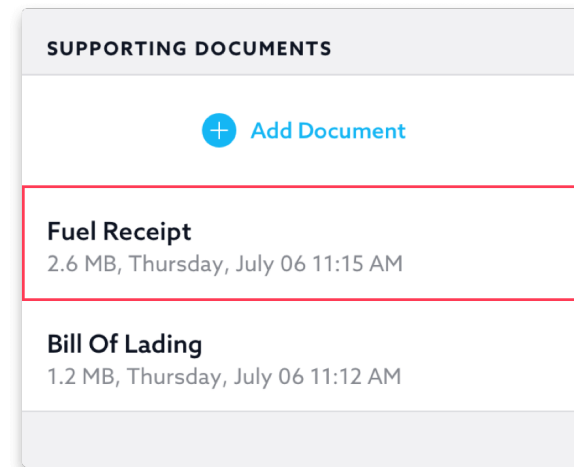 SUPPORTING DOCUMENTS
Add Document
Fuel Receipt
2.6 MB, Thursday, July 06 11:15 AM
Bill Of Lading
1.2 MB, Thursday, July 06 11:12 AM